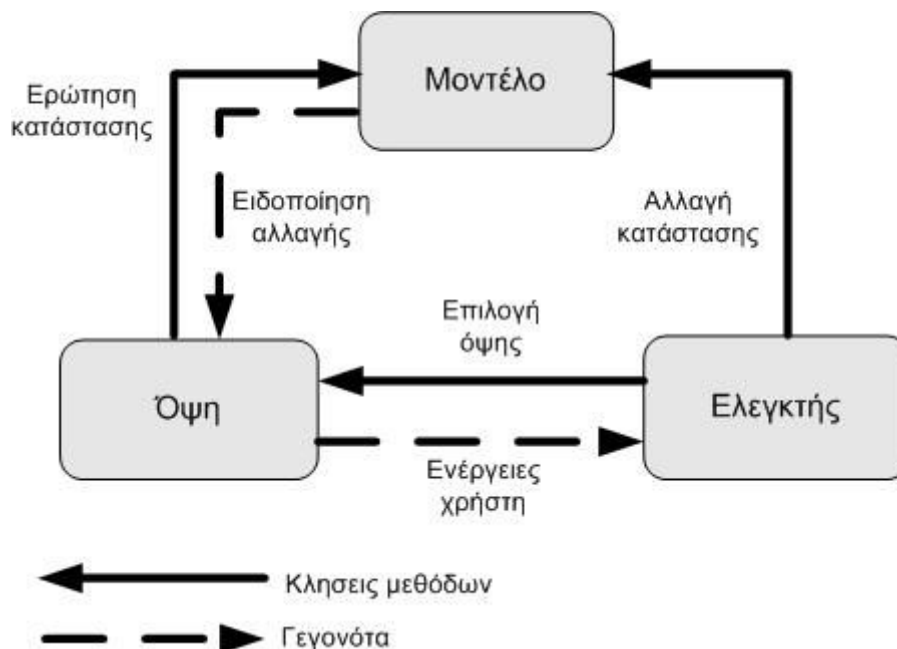 Μοντέλο
Ερώτηση
κατάστασης
Ειδοποίηση
αλλαγής
Αλλαγή
κατάστασης
Επιλογή
όψης
Όψη
Ελεγκτής
Ενέργειες
χρήστη
Κλησεις μεθόδων
Γεγονότα